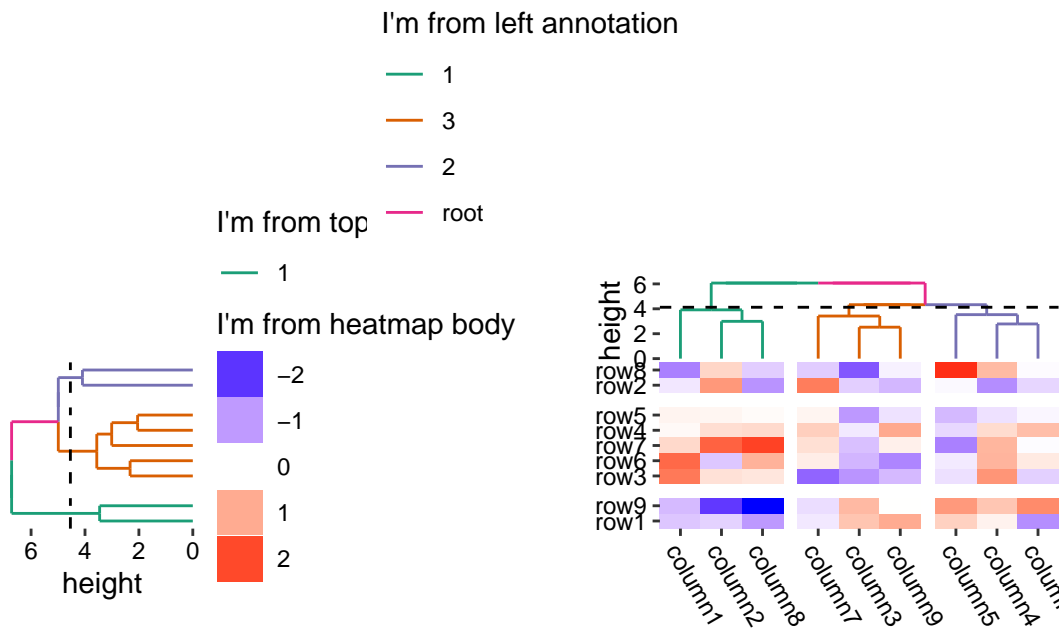 I'm from left annotation
1
3
2
root
I'm from top
1
I'm from heatmap body
−2
−1
0
1
2
6 4 2 0
height
6
4
2
0
height
row8
row2
row5
row4
row7
row6
row3
row9
row1
column1 column2 column8 column7 column3 column9 column5 column4 colum